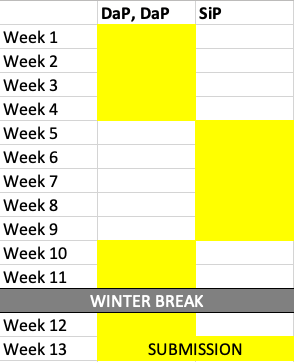 DaP, DaP SiP
Week 1
Week 2
Week 3
Week 4
Week 5
Week 6
Week 7
Week 8
Week 9
Week 10
Week 11
WINTER BREAK
Week 12
Week 13 SUBMISSION